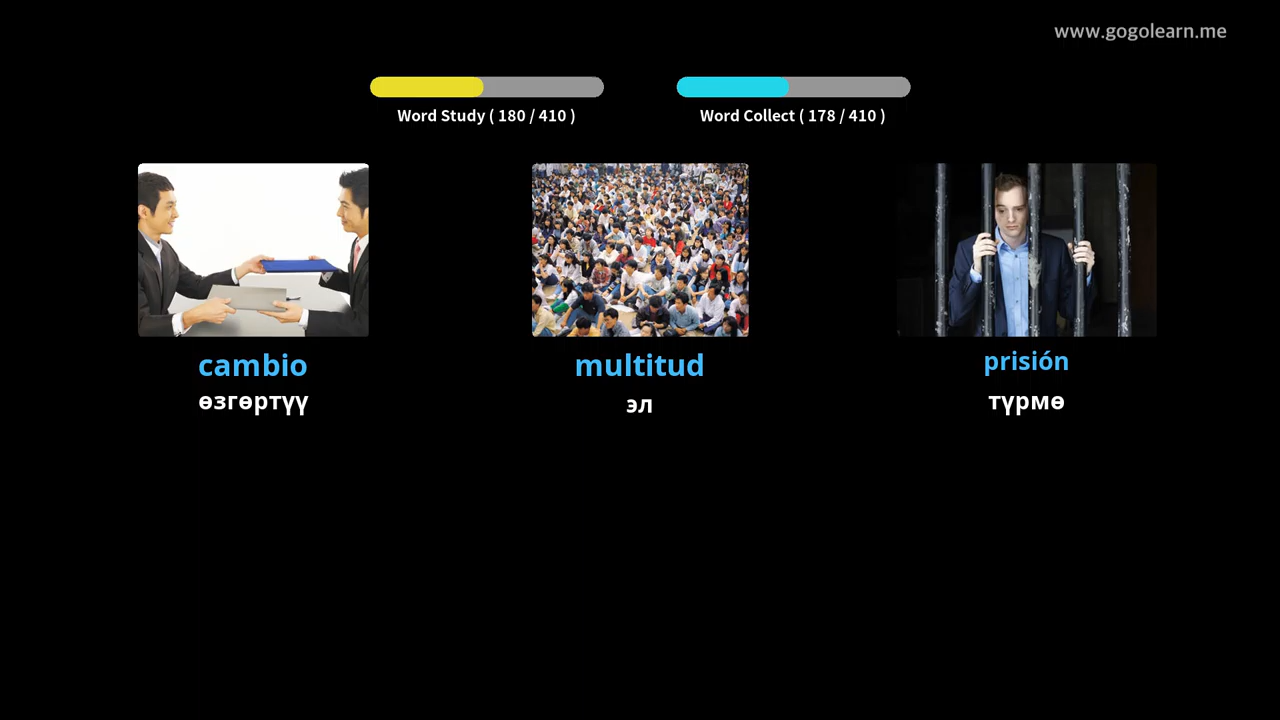 www.gogolearn.me
Word Study ( 180 / 410 )
Word Collect ( 178 / 410 )
cambio
multitud
prisión
өзгөртүү
эл
түрмө